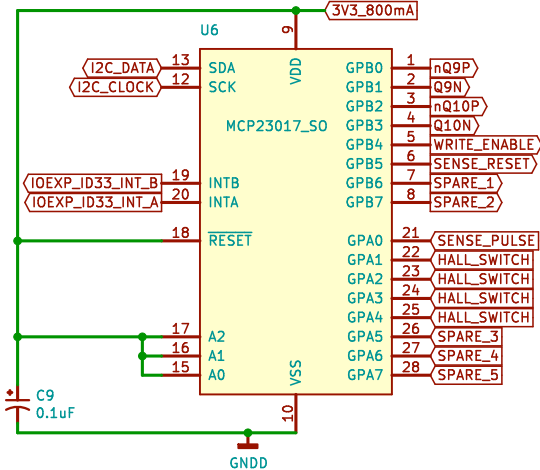 3V3_800mA
U6
9
VDD
I2C_DATA 13 SDA GPB0 1 nQ9P
I2C_CLOCK 12 SCK GPB1 2 Q9N
GPB2 3 nQ10P
MCP23017_SO GPB3 4 Q10N
GPB4 5 WRITE_ENABLE
GPB5 6 SENSE_RESET
IOEXP_ID33_INT_B 19 INTB GPB6 7 SPARE_1
IOEXP_ID33_INT_A 20 INTA GPB7 8 SPARE_2
18 RESET GPA0 21 SENSE_PULSE
GPA1 22 HALL_SWITCH
GPA2 23 HALL_SWITCH
GPA3 24 HALL_SWITCH
GPA4 25 HALL_SWITCH
17 A2 GPA5 26 SPARE_3
16 A1 GPA6 27 SPARE_4
15 A0 GPA7 28 SPARE_5
VSS
10
+
C9
0.1uF
GNDD